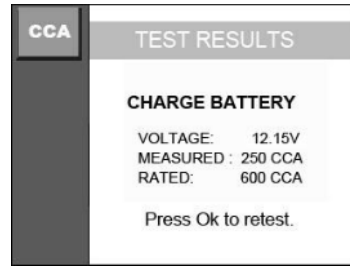 CCA
TEST RESULTS
CHARGE BATTERY
VOLTAGE: 12.15V
MEASURED : 250 CCA
RATED: 600 CCA
Press Ok to retest.